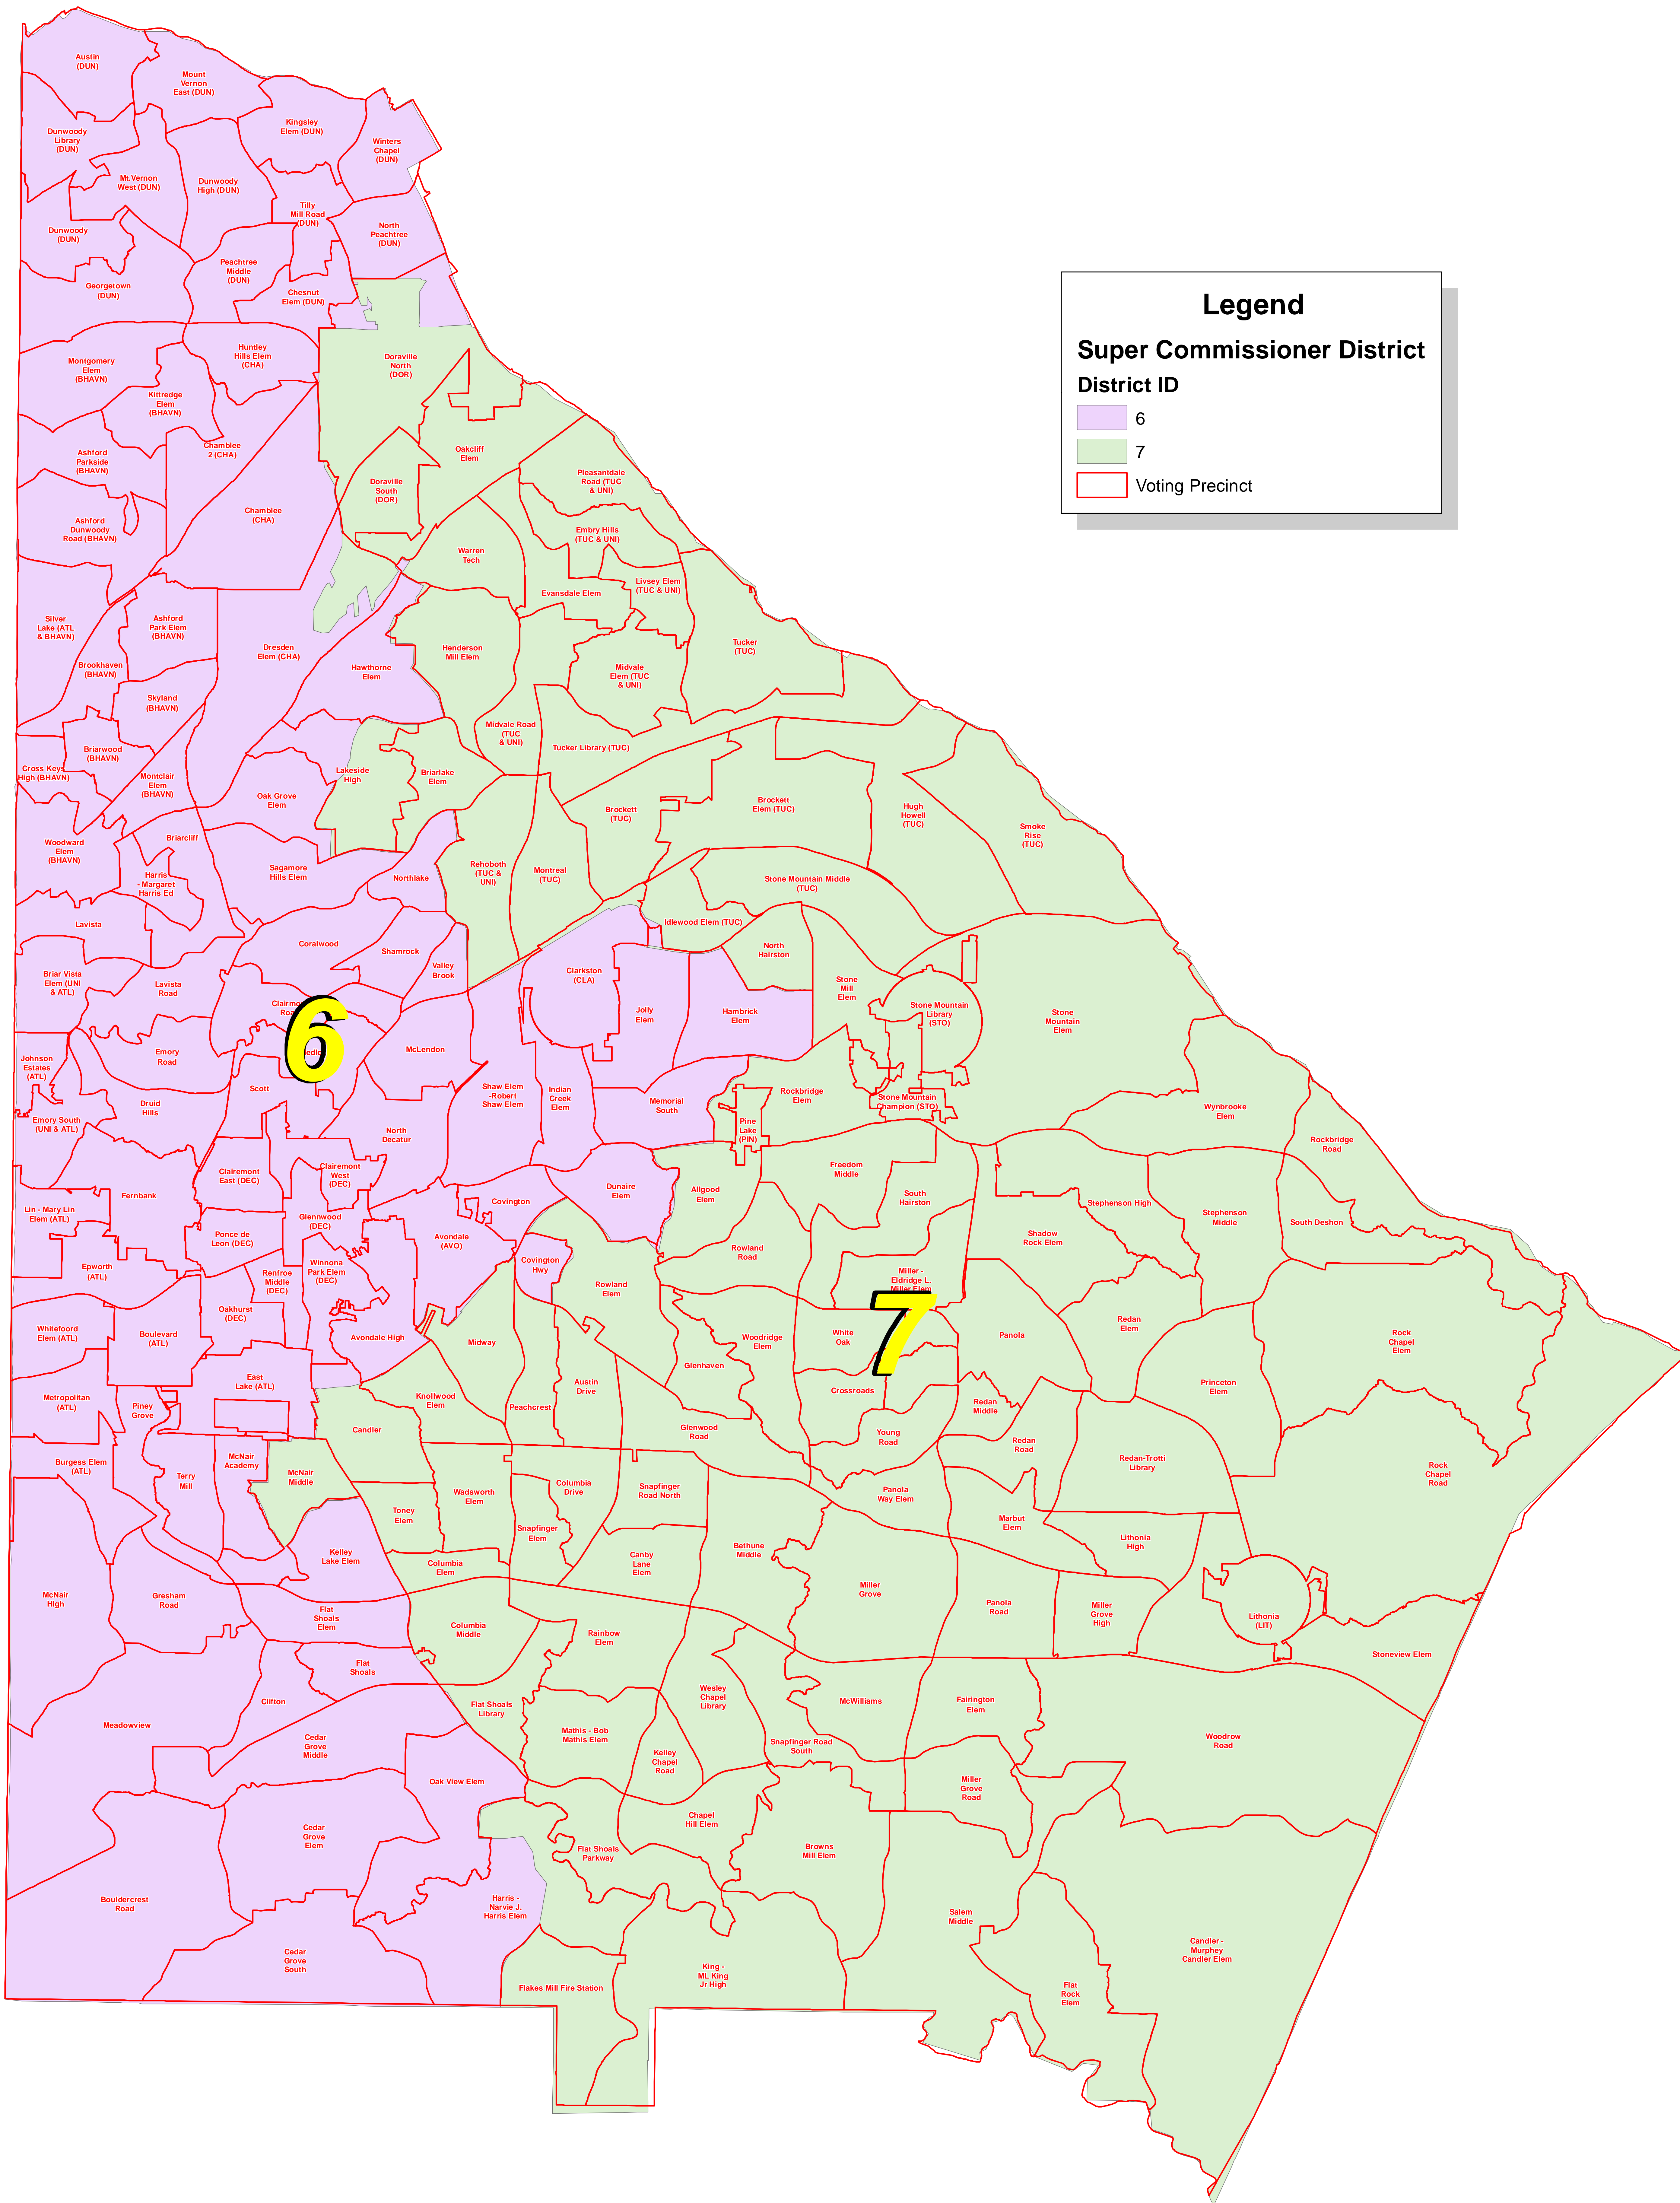 Austin
(DUN)
Mount
Vernon
East (DUN)
Kingsley
Elem (DUN)
Winters
Chapel
(DUN)
Dunwoody
Library
(DUN)
Mt.Vernon
West (DUN)
Dunwoody
High (DUN)
Tilly
Mill Road
(DUN)
North
Peachtree
(DUN)
Dunwoody
(DUN)
Peachtree
Middle
(DUN)
Georgetown
(DUN)
Chesnut
Elem (DUN)
Legend
Super Commissioner District
District ID
6
7
Voting Precinct
Huntley
Hills Elem
(CHA)
Doraville
North
(DOR)
Montgomery
Elem
(BHAVN)
Kittredge
Elem
(BHAVN)
Chamblee
2 (CHA)
Ashford
Parkside
(BHAVN)
Oakcliff
Elem
Pleasantdale
Road (TUC
& UNI)
Doraville
South
(DOR)
Chamblee
(CHA)
Ashford
Dunwoody
Road (BHAVN)
Embry Hills
(TUC & UNI)
Warren
Tech
Livsey Elem
(TUC & UNI)
Evansdale Elem
Silver
Lake (ATL
& BHAVN)
Ashford
Park Elem
(BHAVN)
Dresden
Elem (CHA)
Henderson
Mill Elem
Tucker
(TUC)
Brookhaven
(BHAVN)
Hawthorne
Elem
Midvale
Elem (TUC
& UNI)
Skyland
(BHAVN)
Midvale Road
(TUC
& UNI)
Tucker Library (TUC)
Briarwood
(BHAVN)
Cross Keys
High (BHAVN)
Montclair
Elem
(BHAVN)
Lakeside
High
Briarlake
Elem
Oak Grove
Elem
Brockett
(TUC)
Brockett
Elem (TUC)
Hugh
Howell
(TUC)
Smoke
Rise
(TUC)
Woodward
Elem
(BHAVN)
Briarcliff
Harris
- Margaret
Harris Ed
Sagamore
Hills Elem
Northlake
Rehoboth
(TUC &
UNI)
Montreal
(TUC)
Stone Mountain Middle
(TUC)
Lavista
Idlewood Elem (TUC)
Coralwood
Shamrock
North
Hairston
Valley
Brook
Clarkston
(CLA)
Briar Vista
Elem (UNI
& ATL)
Lavista
Road
Stone
Mill
Elem
Jolly
Elem
Hambrick
Elem
Stone Mountain
Library
(STO)
Stone
Mountain
Elem
6
McLendon
Johnson
Estates
(ATL)
Emory
Road
Scott
Shaw Elem
-Robert
Shaw Elem
Indian
Creek
Elem
Memorial
South
Rockbridge
Elem
Stone Mountain
Champion (STO)
Druid
Hills
Emory South
(UNI & ATL)
Pine
Lake
(PIN)
Wynbrooke
Elem
North
Decatur
Rockbridge
Road
Clairemont
East (DEC)
Clairemont
West
(DEC)
Freedom
Middle
Fernbank
Covington
Dunaire
Elem
Allgood
Elem
South
Hairston
Stephenson High
Stephenson
Middle
South Deshon
Lin - Mary Lin
Elem (ATL)
Glennwood
(DEC)
Ponce de
Leon (DEC)
Avondale
(AVO)
Shadow
Rock Elem
Rowland
Road
Epworth
(ATL)
Renfroe
Middle
(DEC)
Winnona
Park Elem
(DEC)
Covington
Hwy
Rowland
Elem
Miller -
Eldridge L.
Miller Elem
7
Oakhurst
(DEC)
Whitefoord
Elem (ATL)
Boulevard
(ATL)
Avondale High
Midway
Woodridge
Elem
White
Oak
Panola
Redan
Elem
Rock
Chapel
Elem
Glenhaven
East
Lake (ATL)
Austin
Drive
Crossroads
Princeton
Elem
Metropolitan
(ATL)
Piney
Grove
Knollwood
Elem
Peachcrest
Redan
Middle
Candler
Glenwood
Road
Young
Road
Redan
Road
Burgess Elem
(ATL)
McNair
Academy
Terry
Mill
McNair
Middle
Redan-Trotti
Library
Rock
Chapel
Road
Wadsworth
Elem
Columbia
Drive
Snapfinger
Road North
Panola
Way Elem
Toney
Elem
Snapfinger
Elem
Marbut
Elem
Lithonia
High
Kelley
Lake Elem
Columbia
Elem
Canby
Lane
Elem
Bethune
Middle
Miller
Grove
McNair
HIgh
Gresham
Road
Flat
Shoals
Elem
Panola
Road
Miller
Grove
High
Lithonia
(LIT)
Columbia
Middle
Rainbow
Elem
Stoneview Elem
Flat
Shoals
Clifton
Flat Shoals
Library
Wesley
Chapel
Library
McWilliams
Fairington
Elem
Meadowview
Cedar
Grove
Middle
Mathis - Bob
Mathis Elem
Snapfinger Road
South
Woodrow
Road
Kelley
Chapel
Road
Oak View Elem
Miller
Grove
Road
Cedar
Grove
Elem
Chapel
Hill Elem
Flat Shoals
Parkway
Browns
Mill Elem
Bouldercrest
Road
Harris -
Narvie J.
Harris Elem
Salem
Middle
Cedar
Grove
South
Candler -
Murphey
Candler Elem
Flakes Mill Fire Station
King -
ML King
Jr High
Flat
Rock
Elem